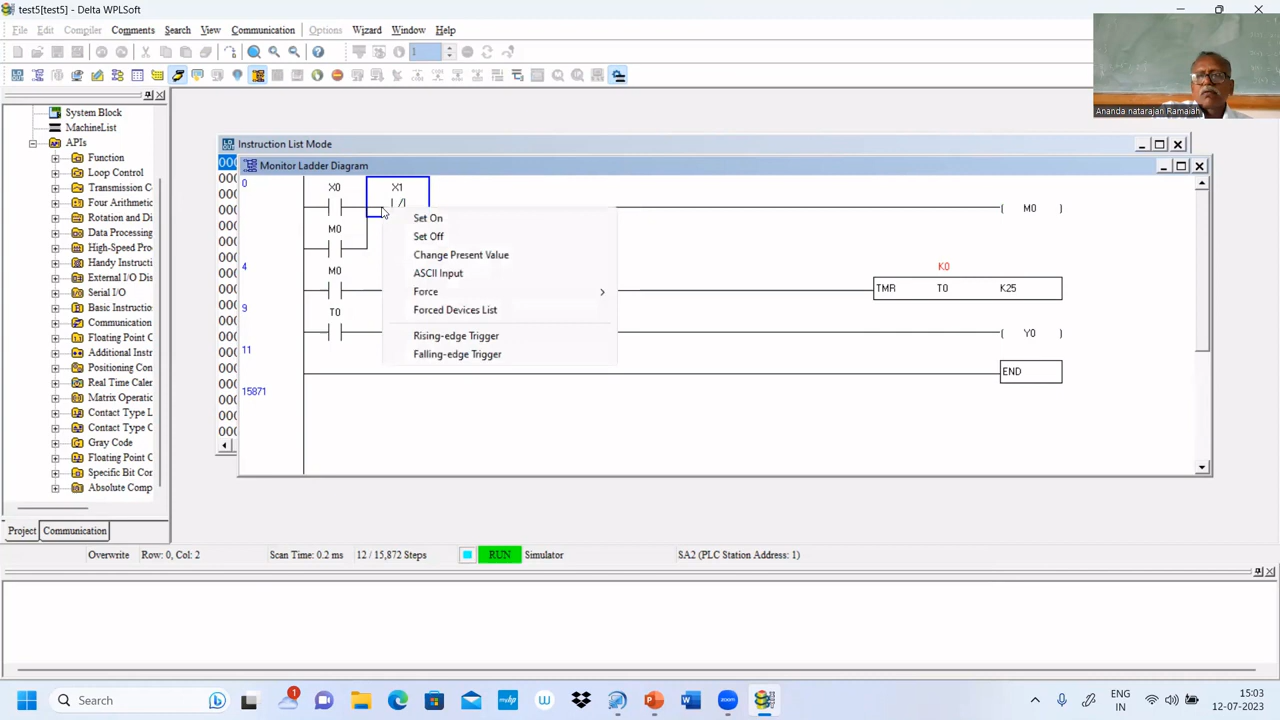 test5[test5] - Delta WPLSoft
File Edit Compiler Comments Search View Communication Options Wizard Window Help
1
Ananda natarajan Ramaiah
System Block
MachineList
APIs
Function
Loop Control
Transmission C
Four Arithmetic
Rotation and Di
Data Processing
High-Speed Pro
Handy Instructi
External I/O Dis
Serial I/O
Basic Instructio
Communication
Floating Point C
Additional Instr
Positioning Con
Real Time Caler
Matrix Operatio
Contact Type L
Contact Type C
Gray Code
Floating Point C
Specific Bit Cor
Absolute Comp
Project Communication
Instruction List Mode
Monitor Ladder Diagram
0 X0 X1 M0
M0
4 M0 K0
TMR T0 K25
9 T0 Y0
11 END
15871
Set On
Set Off
Change Present Value
ASCII Input
Force
Forced Devices List
Rising-edge Trigger
Falling-edge Trigger
Overwrite Row: 0, Col: 2 Scan Time: 0.2 ms 12 / 15,872 Steps RUN Simulator SA2 (PLC Station Address: 1)
Search
1
ENG
IN
15:03
12-07-2023